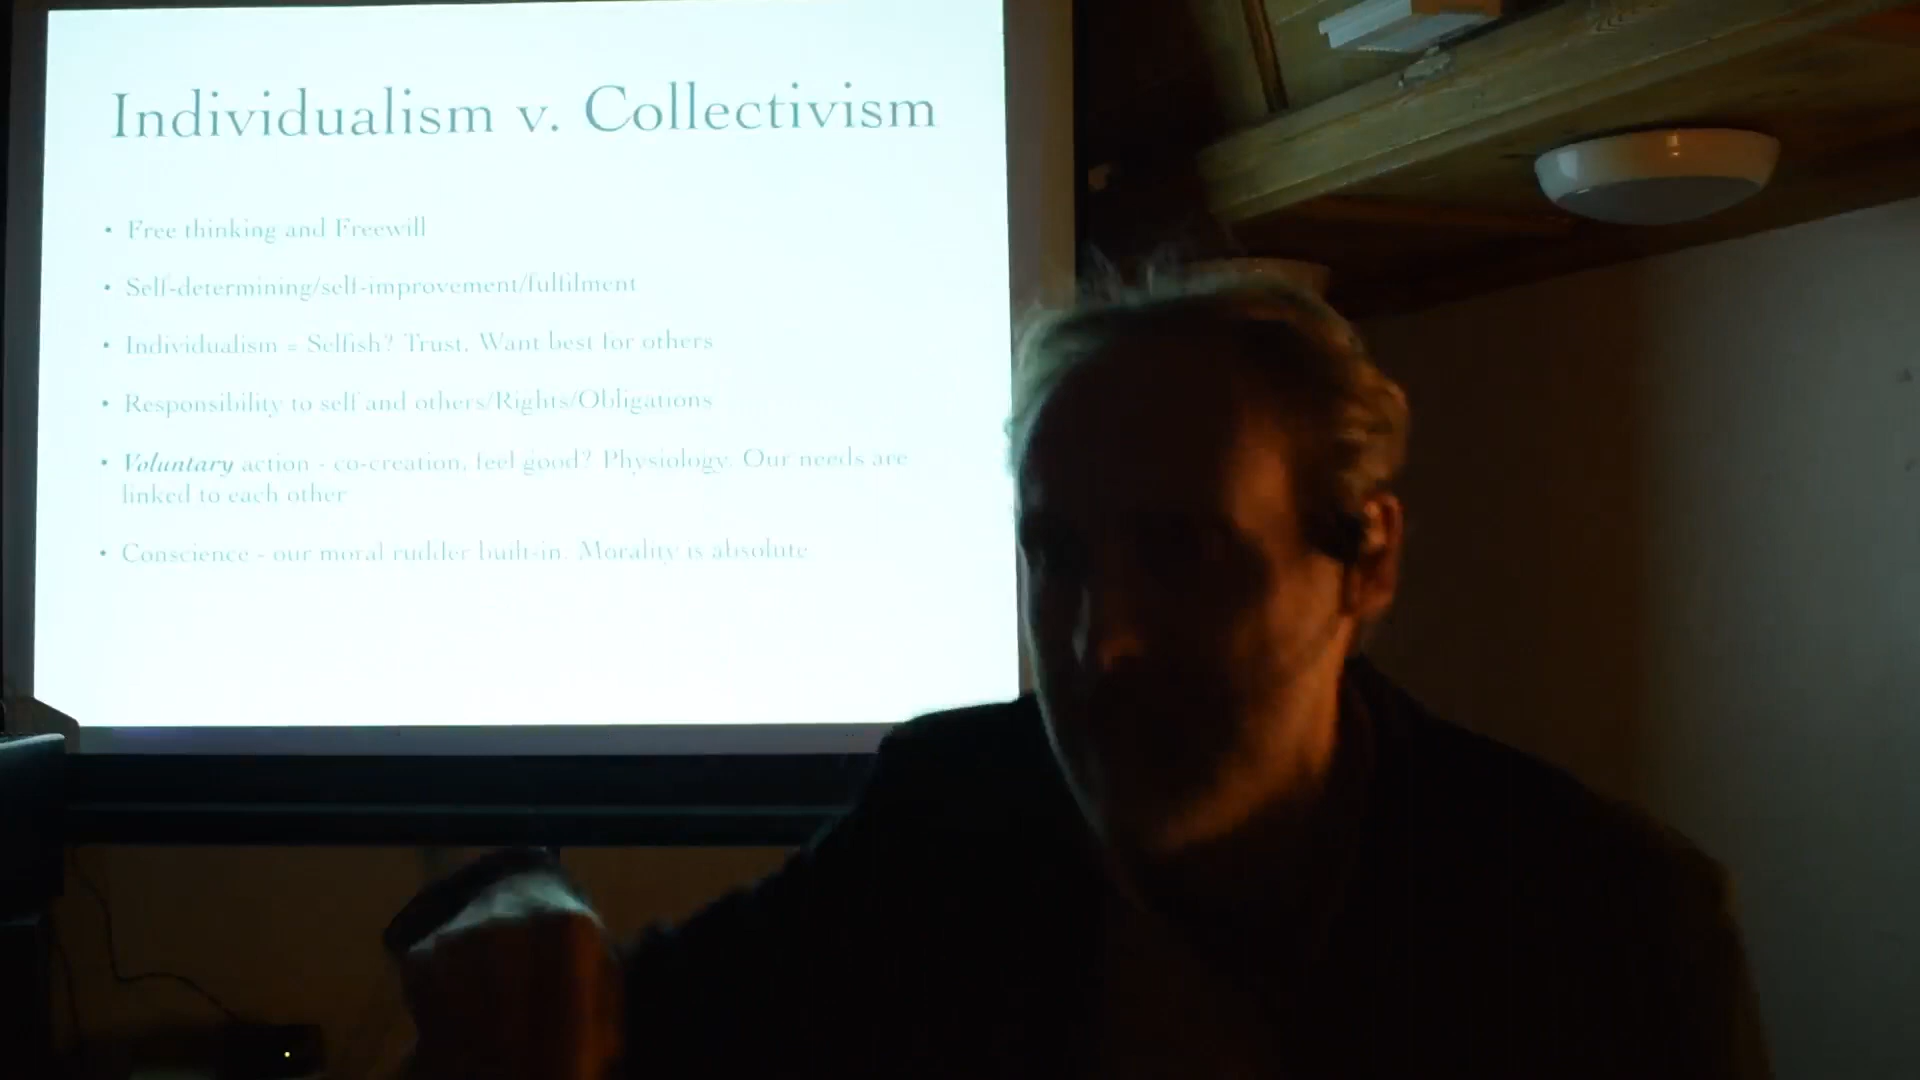 Individualism v. Collectivism
• Free thinking and Freewill
• Self-determining/self-improvement/fulfilment
• Individualism = Selfish? Trust. Want best for others
• Responsibility to self and others/Rights/Obligations
• Voluntary action - co-creation, feel good? Physiology. Our needs are
linked to each other
• Conscience - our moral rudder built-in. Morality is absolute